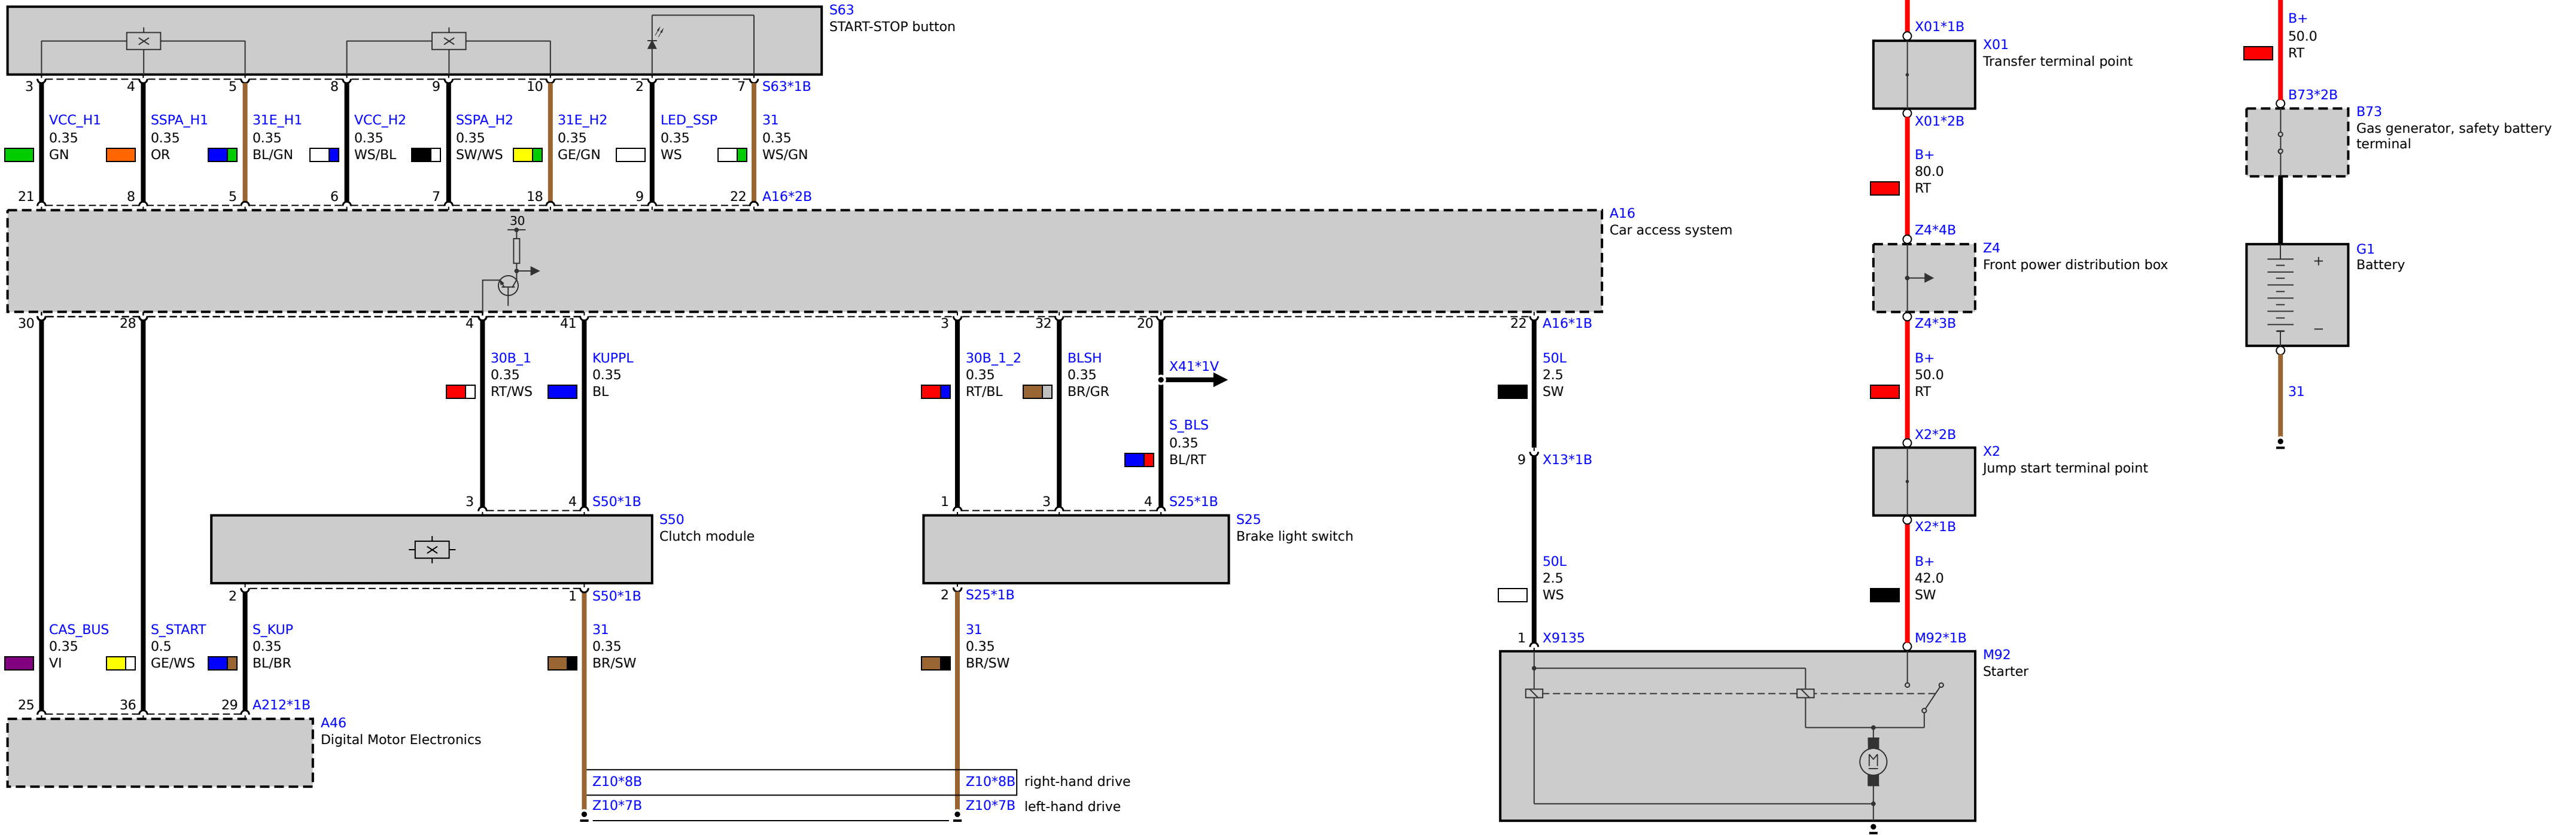 S63
START-STOP button
X01*1B
X01
Transfer terminal point
B+
50.0
RT
3 4 5 8 9 10 2 7 S63*1B
VCC_H1 SSPA_H1 31E_H1 VCC_H2 SSPA_H2 31E_H2 LED_SSP 31
0.35 0.35 0.35 0.35 0.35 0.35 0.35 0.35
GN OR BL/GN WS/BL SW/WS GE/GN WS WS/GN
21 8 5 6 7 18 9 22 A16*2B
X01*2B
B+
80.0
RT
B73*2B
B73
Gas generator, safety battery
terminal
A16
Car access system
30
Z4*4B
Z4
Front power distribution box
G1
Battery
+
−
30 28 4 41 3 32 20 22 A16*1B
Z4*3B
30B_1 KUPPL 30B_1_2 BLSH X41*1V 50L B+
0.35 0.35 0.35 0.35 2.5 50.0
RT/WS BL RT/BL BR/GR SW RT
31
S_BLS
0.35
BL/RT
9 X13*1B
X2*2B
X2
Jump start terminal point
3 4 S50*1B
1 3 4 S25*1B
S50
Clutch module
S25
Brake light switch
X2*1B
50L B+
2.5 42.0
WS SW
2 1 S50*1B
2 S25*1B
CAS_BUS S_START S_KUP 31 31
0.35 0.5 0.35 0.35 0.35
VI GE/WS BL/BR BR/SW BR/SW
1 X9135
M92*1B
M92
Starter
M
25 36 29 A212*1B
A46
Digital Motor Electronics
Z10*8B Z10*8B right-hand drive
Z10*7B Z10*7B left-hand drive